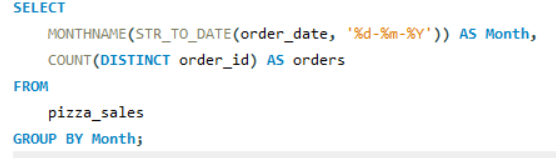 SELECT
MONTHNAME(STR_TO_DATE(order_date, '%d-%m-%Y')) AS Month,
COUNT(DISTINCT order_id) AS orders
FROM
pizza_sales
GROUP BY Month;